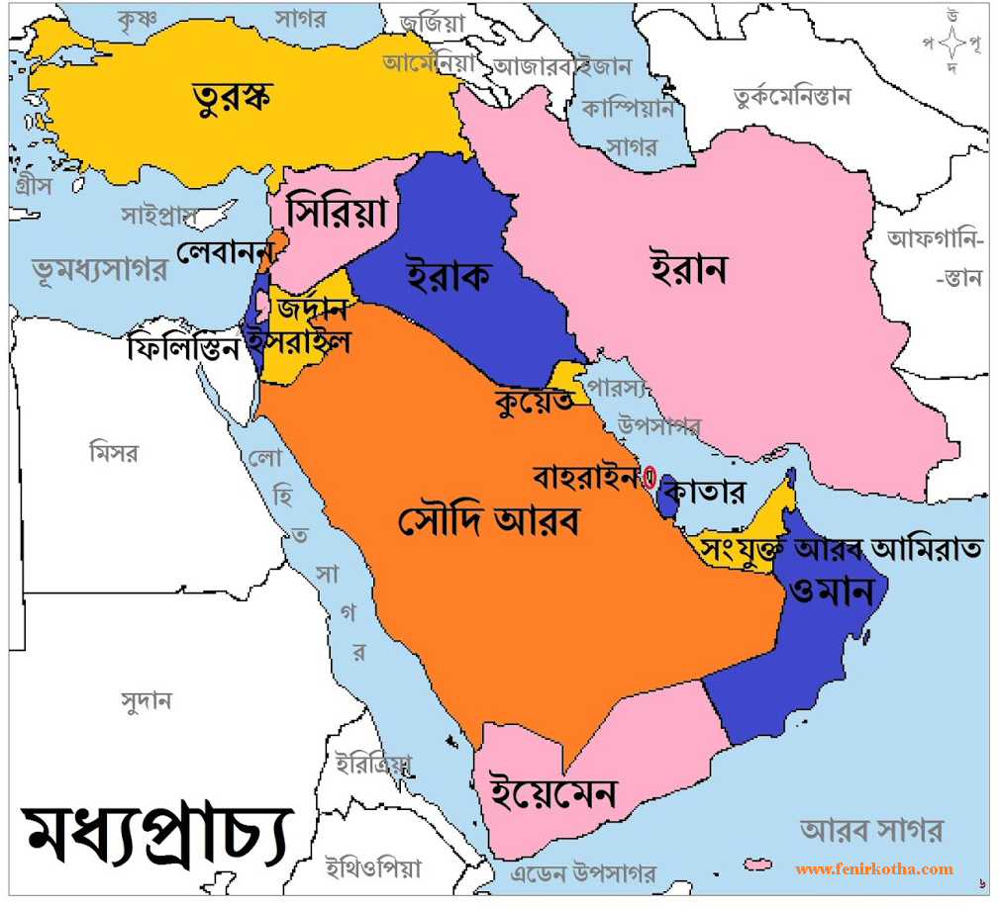 কৃষ্ণ সাগর
জর্জিয়া
উ
প পূ
দ
আর্মেনিয়া
আজারবাইজান
তুরস্ক
কাস্পিয়ান
সাগর
তুর্কমেনিস্তান
গ্রীস
সাইপ্রাস
সিরিয়া
লেবানন
ভূমধ্যসাগর
ইরাক
ইরান
আফগানি-
-স্তান
জর্দান
ফিলিস্তিন
ইসরাইল
কুয়েত
পারস্য
উপসাগর
মিসর
লো
হি
ত
সা
গ
র
বাহরাইন
কাতার
সৌদি আরব
সংযুক্ত আরব আমিরাত
ওমান
সুদান
ইরিত্রিয়া
ইয়েমেন
মধ্যপ্রাচ্য
আরব সাগর
ইথিওপিয়া
এডেন উপসাগর
www.fenirkotha.com
৬